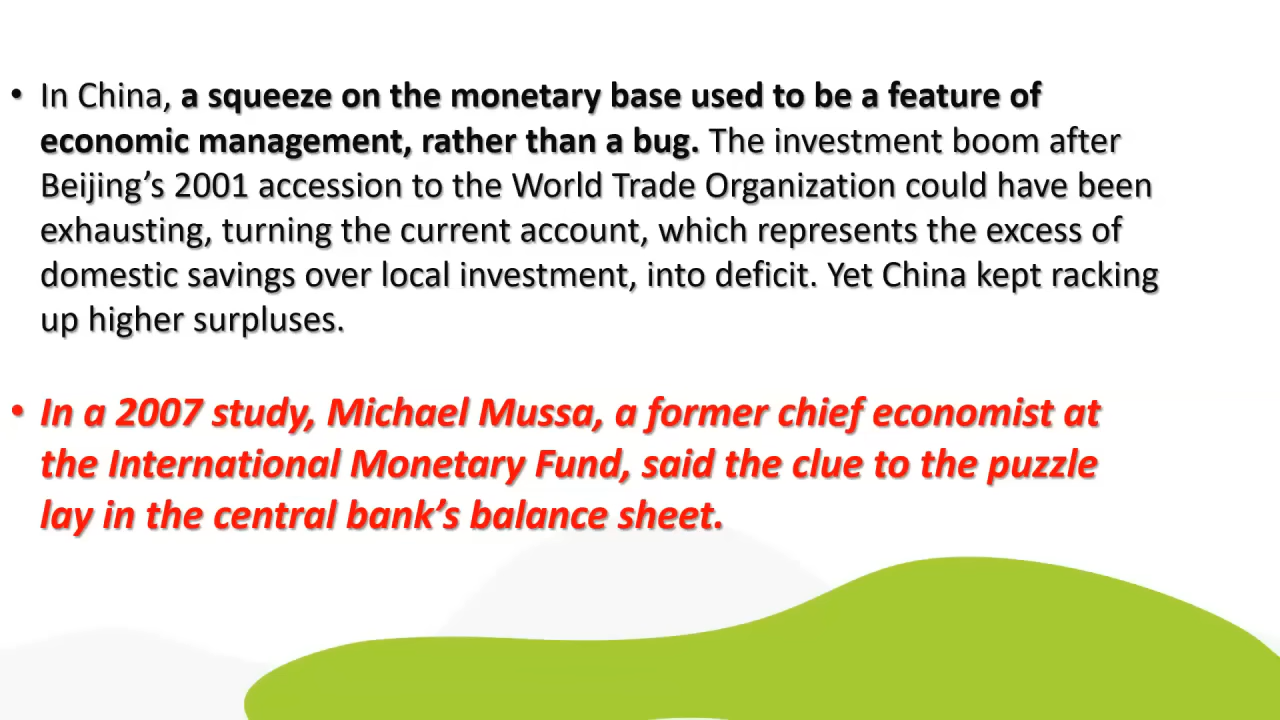 • In China, a squeeze on the monetary base used to be a feature of
economic management, rather than a bug. The investment boom after
Beijing’s 2001 accession to the World Trade Organization could have been
exhausting, turning the current account, which represents the excess of
domestic savings over local investment, into deficit. Yet China kept racking
up higher surpluses.
• In a 2007 study, Michael Mussa, a former chief economist at
the International Monetary Fund, said the clue to the puzzle
lay in the central bank’s balance sheet.